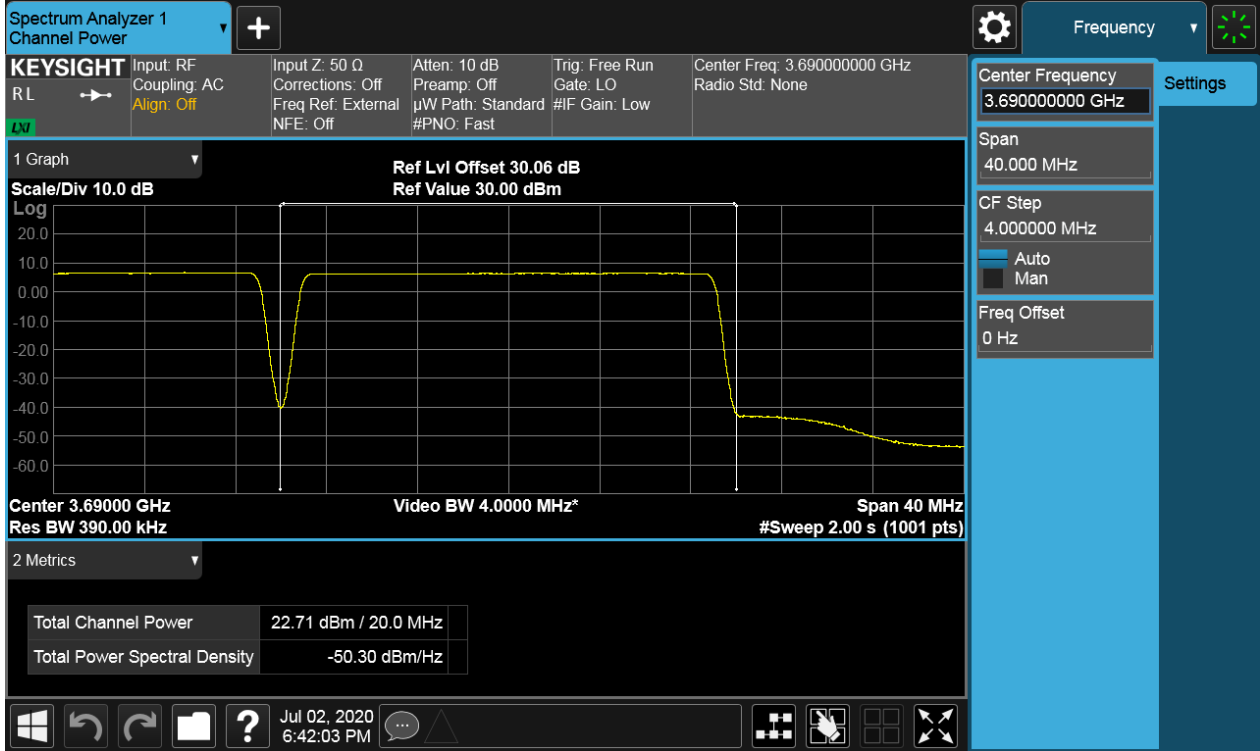 Spectrum Analyzer 1
Channel Power
Frequency
KEYSIGHT
RL
LXI
Input: RF
Coupling: AC
Align: Off
Input Z: 50 Ω
Corrections: Off
Freq Ref: External
NFE: Off
Atten: 10 dB
Preamp: Off
µW Path: Standard
#PNO: Fast
Trig: Free Run
Gate: LO
#IF Gain: Low
Center Freq: 3.690000000 GHz
Radio Std: None
Center Frequency
3.690000000 GHz
Settings
Span
40.000 MHz
CF Step
4.000000 MHz
Auto
Man
Freq Offset
0 Hz
1 Graph
Scale/Div 10.0 dB
Ref Lvl Offset 30.06 dB
Ref Value 30.00 dBm
Log
20.0
10.0
0.00
-10.0
-20.0
-30.0
-40.0
-50.0
-60.0
Center 3.69000 GHz
Video BW 4.0000 MHz*
Span 40 MHz
Res BW 390.00 kHz
#Sweep 2.00 s (1001 pts)
2 Metrics
Total Channel Power 22.71 dBm / 20.0 MHz
Total Power Spectral Density -50.30 dBm/Hz
?
Jul 02, 2020
6:42:03 PM